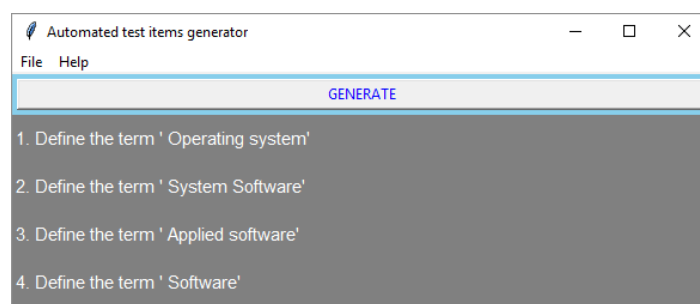 Automated test items generator
File Help
GENERATE
1. Define the term ' Operating system'
2. Define the term ' System Software'
3. Define the term ' Applied software'
4. Define the term ' Software'